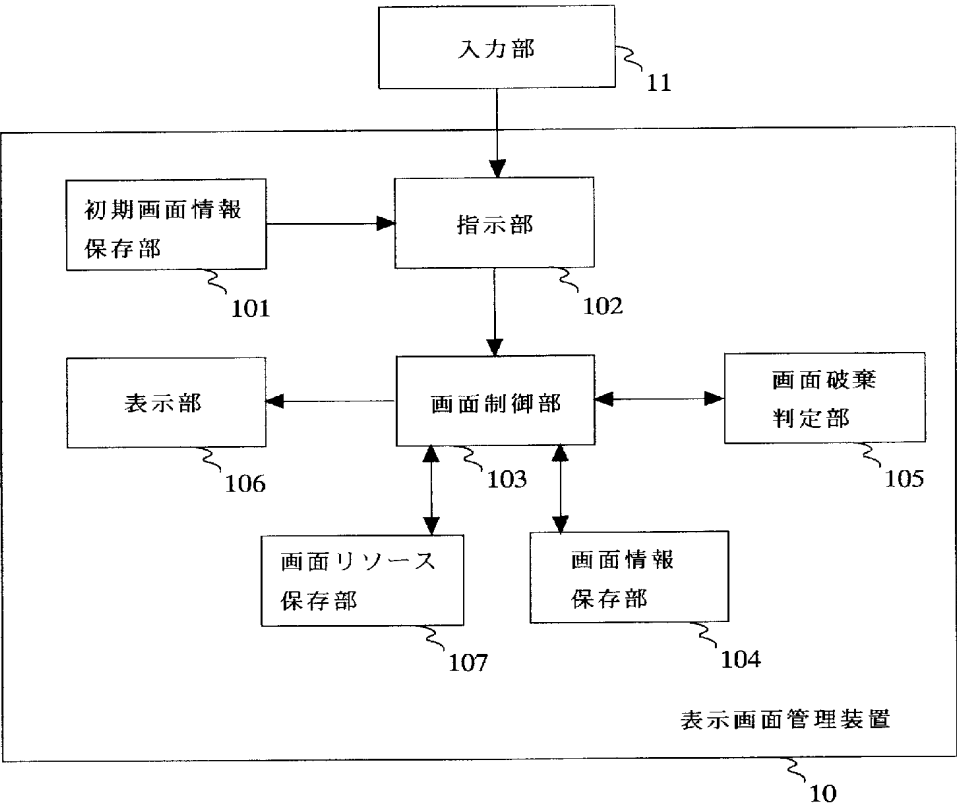 入力部
11
初期画面情報
保存部
101
指示部
102
表示部
106
画面制御部
103
画面破棄
判定部
105
画面リソース
保存部
107
画面情報
保存部
104
表示画面管理装置
10